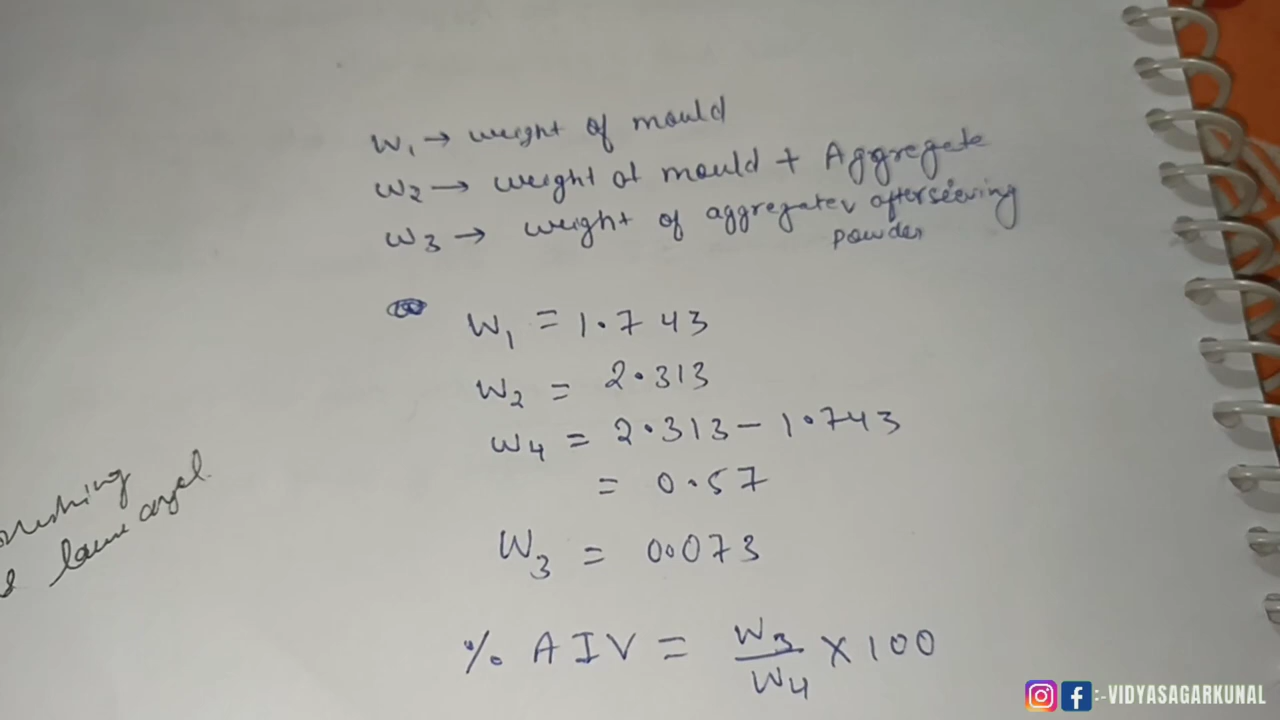 W1 → weight of mould
W2 → weight of mould + Aggregate
W3 → weight of aggregates after seiving
powder
W1 = 1.743
W2 = 2.313
W4 = 2.313 - 1.743
= 0.57
W3 = 0.073
% AIV = W3/W4 X 100
:-VIDYASAGARKUNAL